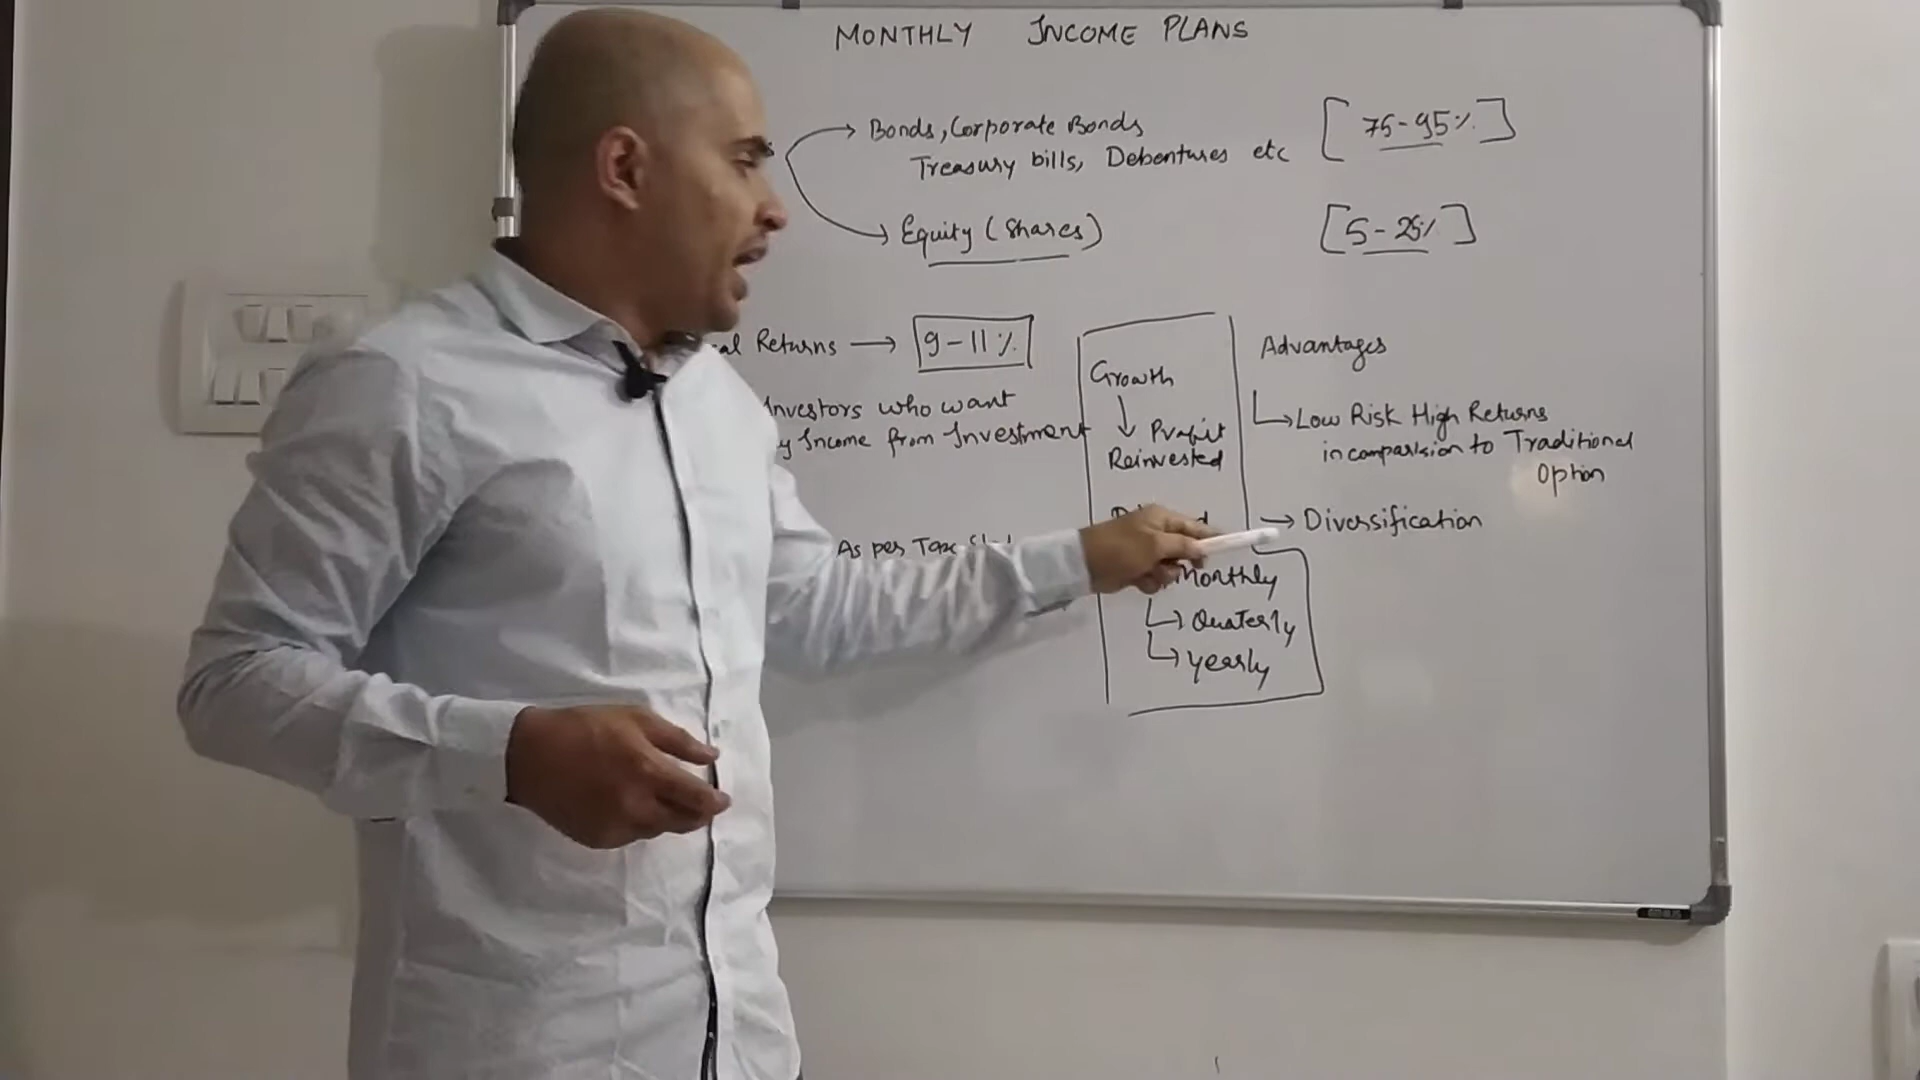 MONTHLY INCOME PLANS
Bonds, Corporate Bonds
Treasury bills, Debentures etc
[75-95%]
Equity (Shares)
[5-25%]
Returns → 9-11%
Investors who want
Income from Investment
As per Tax
Growth
↓ Profit
Reinvested
Monthly
Quaterly
Yearly
Advantages
Low Risk High Returns
in comparision to Traditional
Option
→ Diversification